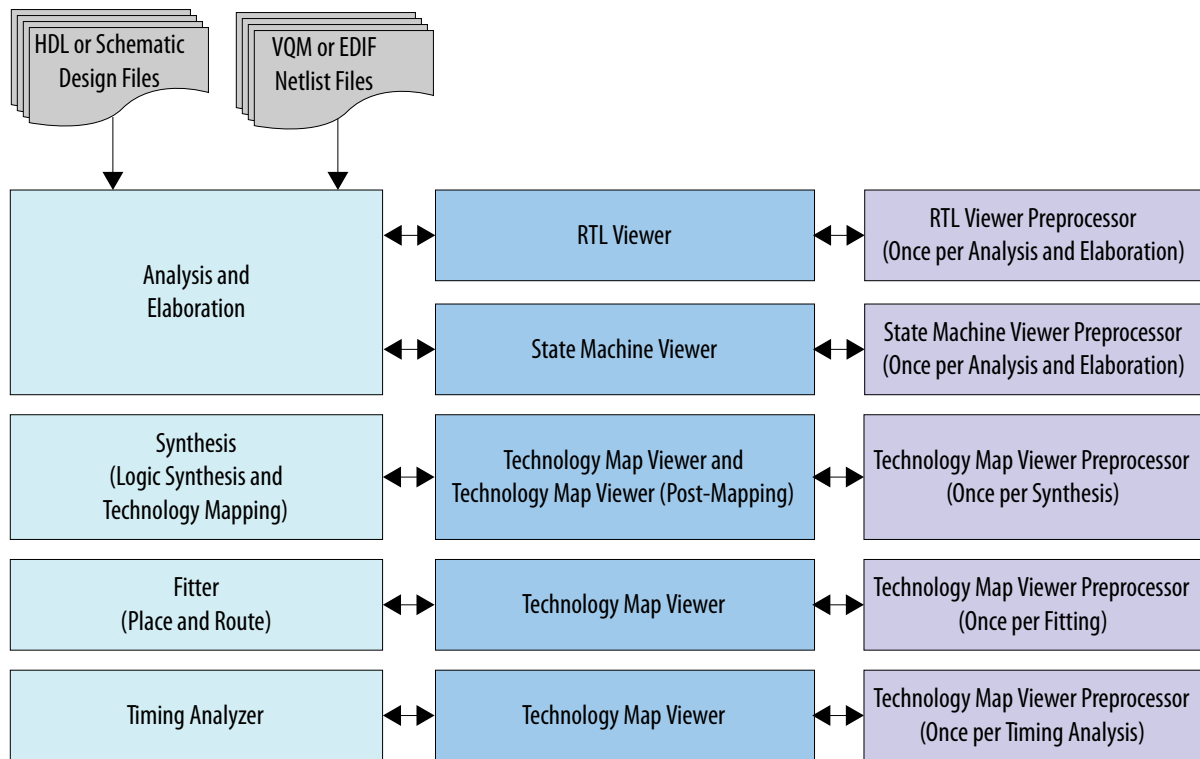 HDL or Schematic
Design Files
VQM or EDIF
Netlist Files
Analysis and
Elaboration
RTL Viewer
RTL Viewer Preprocessor
(Once per Analysis and Elaboration)
State Machine Viewer
State Machine Viewer Preprocessor
(Once per Analysis and Elaboration)
Synthesis
(Logic Synthesis and
Technology Mapping)
Technology Map Viewer and
Technology Map Viewer (Post-Mapping)
Technology Map Viewer Preprocessor
(Once per Synthesis)
Fitter
(Place and Route)
Technology Map Viewer
Technology Map Viewer Preprocessor
(Once per Fitting)
Timing Analyzer
Technology Map Viewer
Technology Map Viewer Preprocessor
(Once per Timing Analysis)